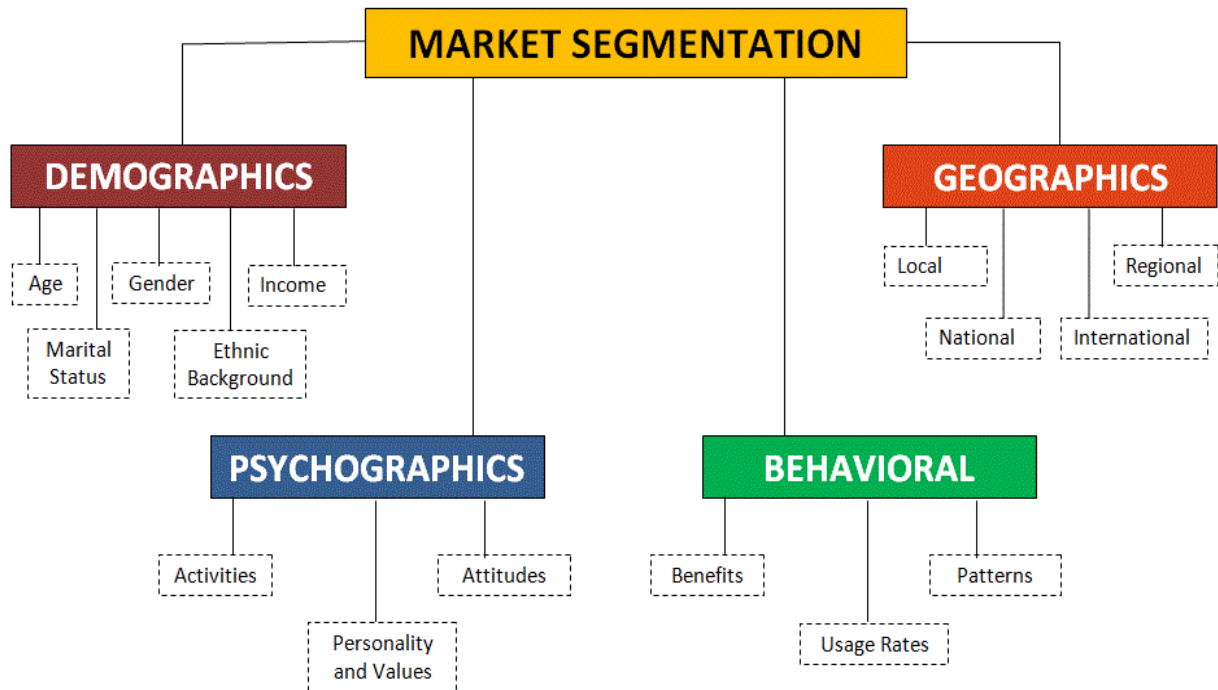 MARKET SEGMENTATION
DEMOGRAPHICS
Age
Gender
Income
Marital
Status
Ethnic
Background
GEOGRAPHICS
Local
Regional
National
International
PSYCHOGRAPHICS
Activities
Attitudes
Personality
and Values
BEHAVIORAL
Benefits
Patterns
Usage Rates